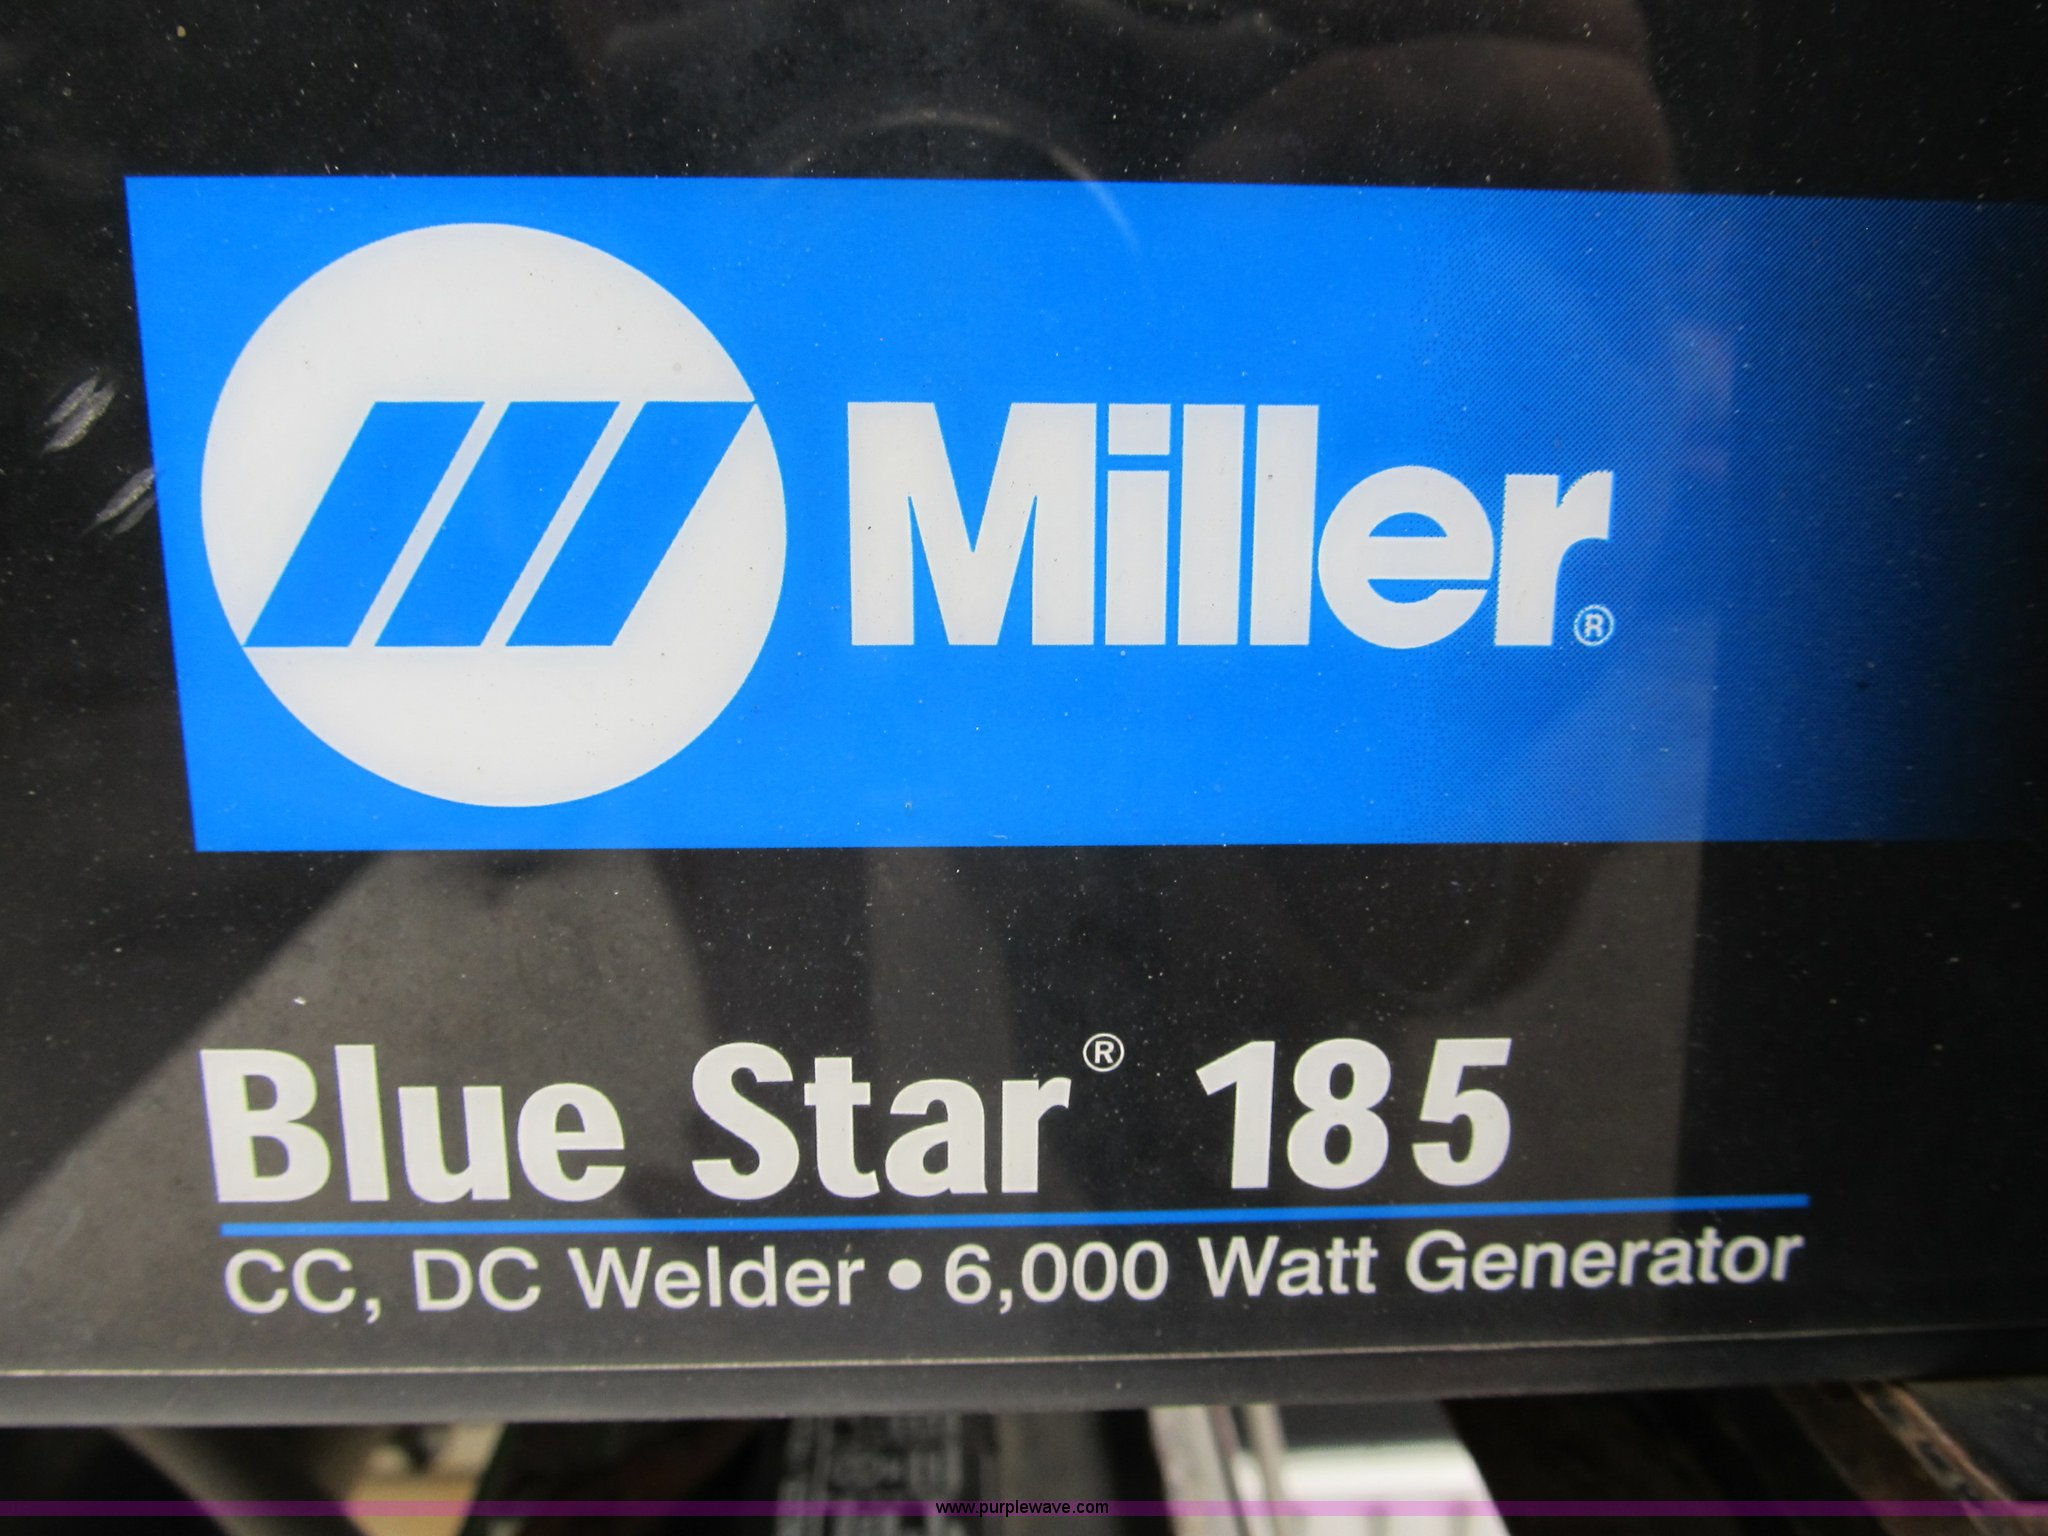 Miller®
Blue Star® 185
CC, DC Welder • 6,000 Watt Generator
www.purplewave.com